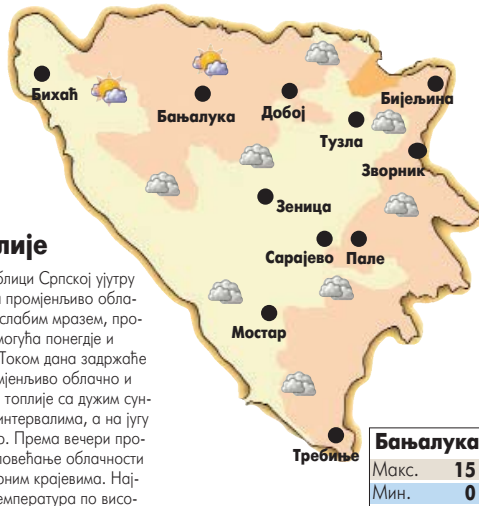 Бихаћ
Бањалука
Добој
Бијељина
Тузла
Зворник
Зеница
Сарајево Пале
Мостар
Требиње
лије
блици Српској ујутру
промјенљиво обла-
слабим мразем, про-
могућа понегдје и
Током дана задржаће
мјенљиво облачно и
топлије са дужим сун-
интервалима, а на југу
о. Према вечери про-
повећање облачности
рним крајевима. Нај-
емпература по висо-
Бањалука
Макс. 15
Мин. 0